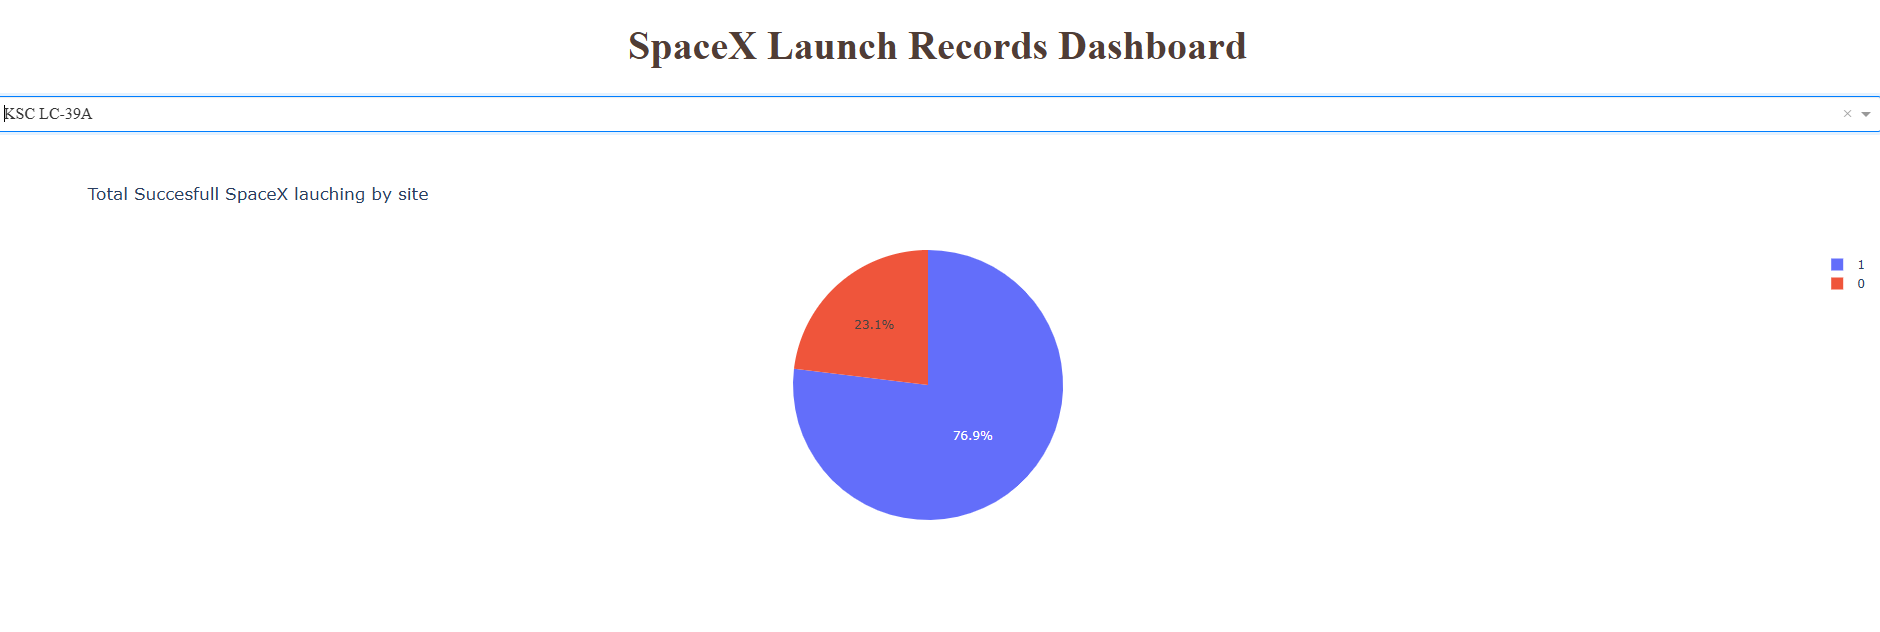 SpaceX Launch Records Dashboard
KSC LC-39A
Total Succesfull SpaceX lauching by site
1
0
23.1%
76.9%